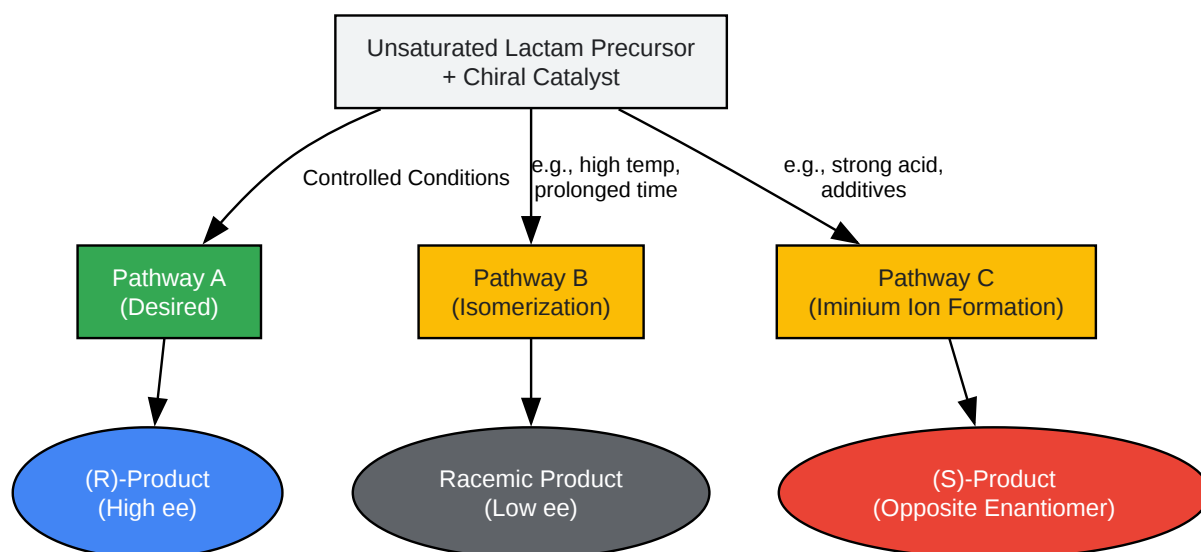 Unsaturated Lactam Precursor
+ Chiral Catalyst
Controlled Conditions
e.g., high temp,
prolonged time
e.g., strong acid,
additives
Pathway A
(Desired)
Pathway B
(Isomerization)
Pathway C
(Iminium Ion Formation)
(R)-Product
(High ee)
Racemic Product
(Low ee)
(S)-Product
(Opposite Enantiomer)